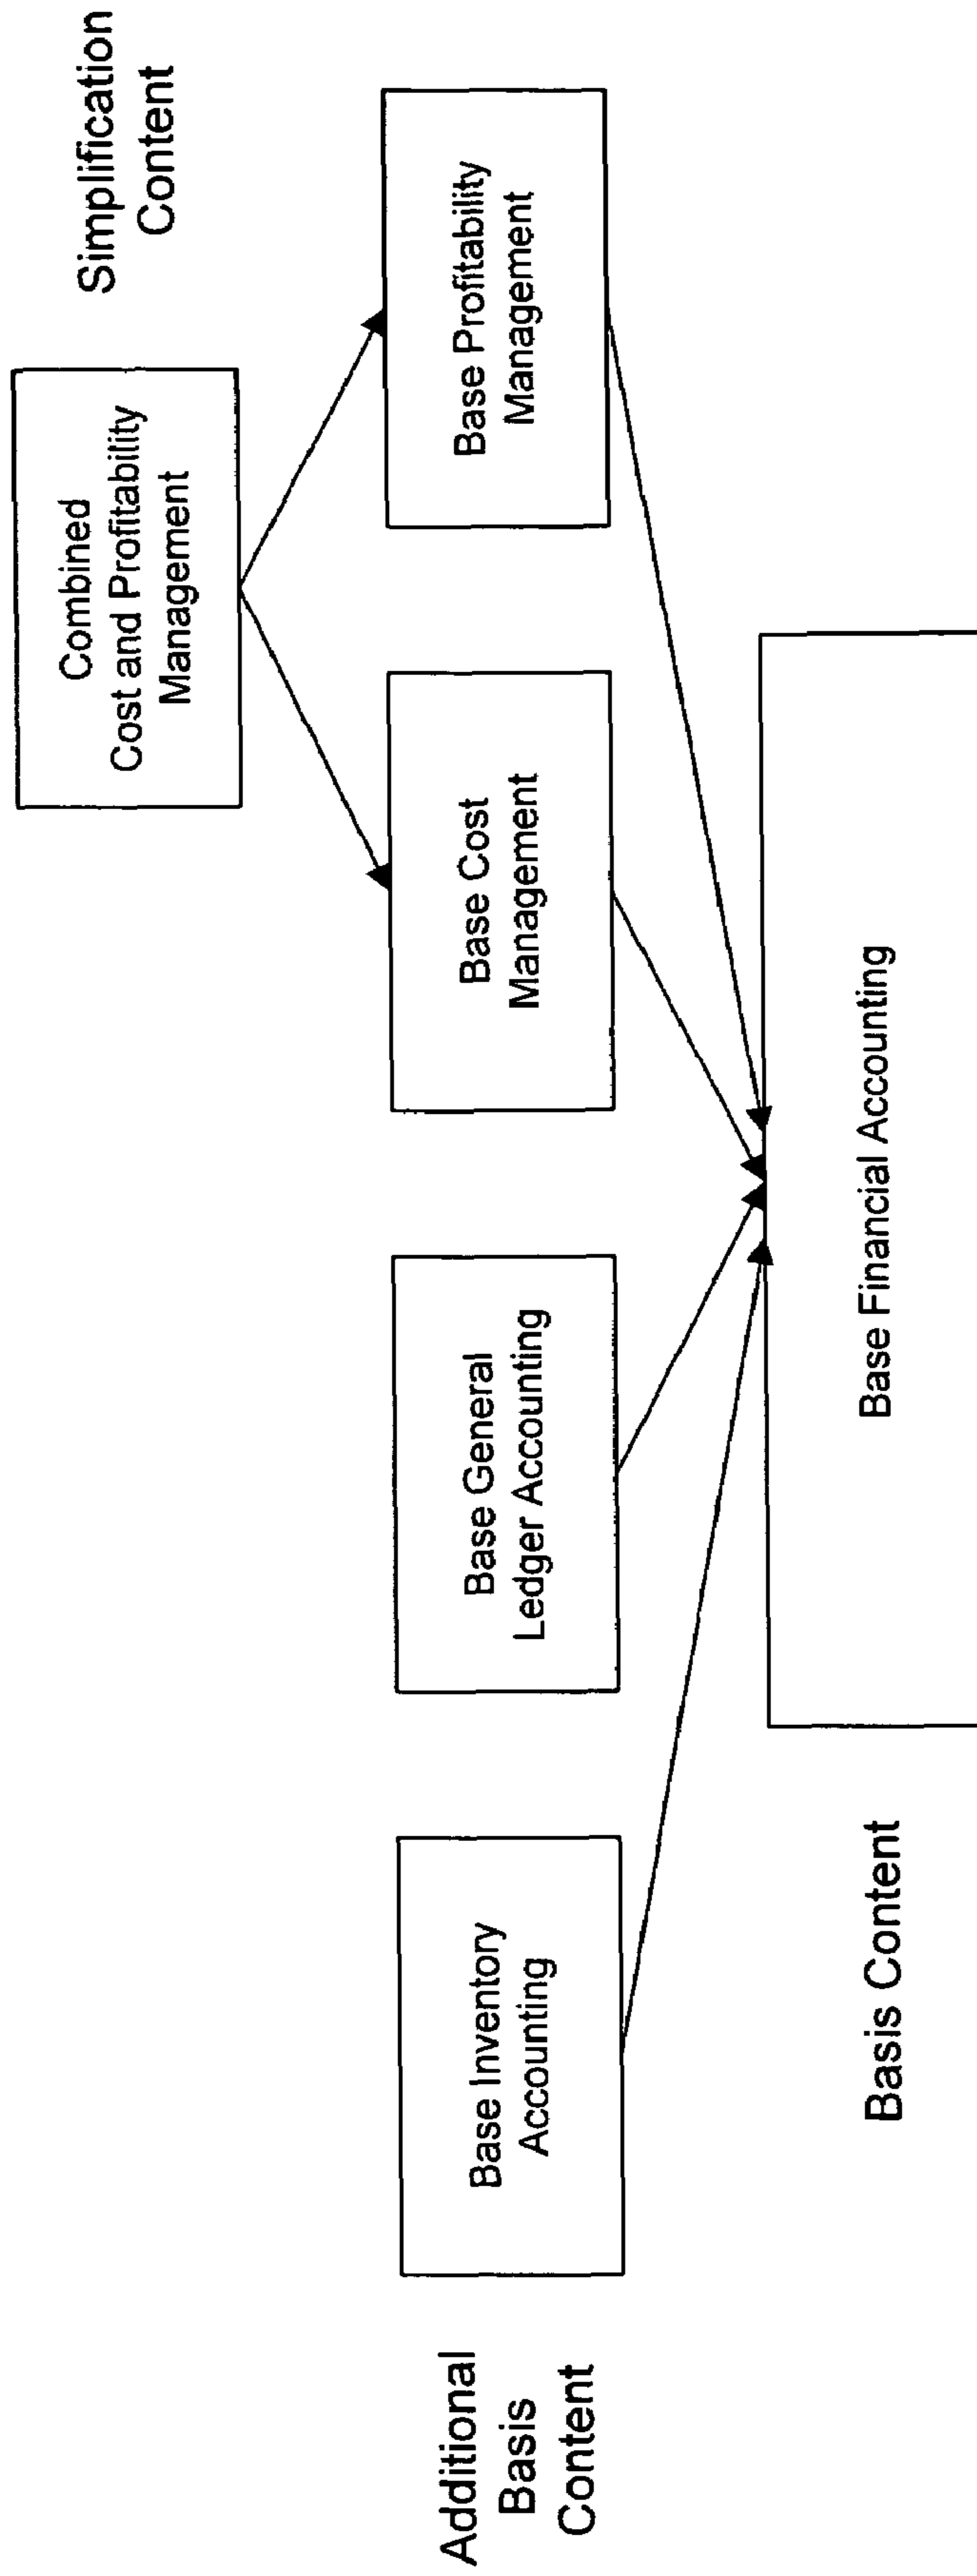 Combined
Cost and Profitability
Management
Simplification
Content
Additional
Basis
Content
Base Inventory
Accounting
Base General
Ledger Accounting
Base Cost
Management
Base Profitability
Management
Basis Content
Base Financial Accounting